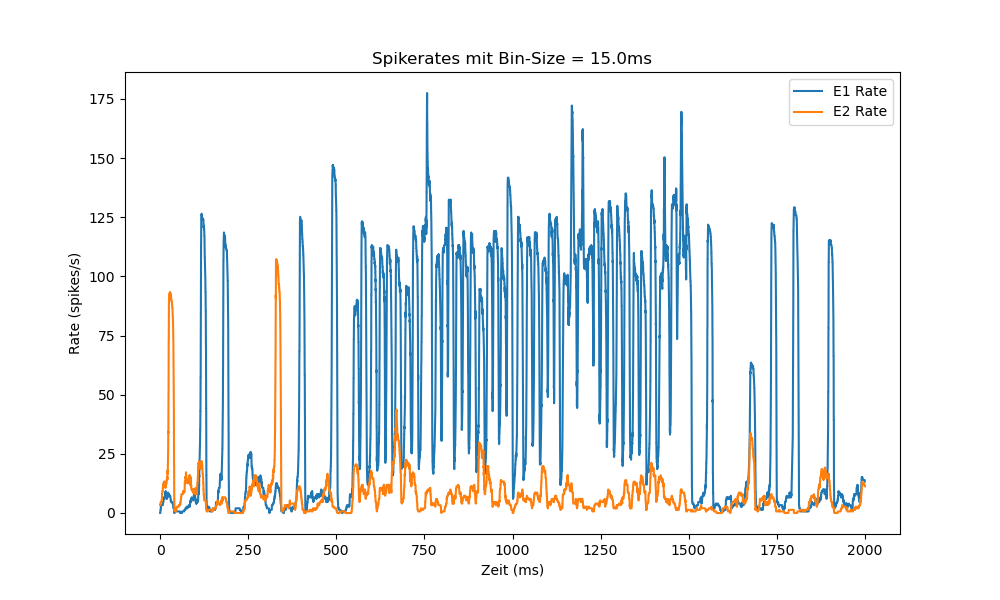 Spikerates mit Bin-Size = 15.0ms
E1 Rate
E2 Rate
Rate (spikes/s)
175
150
125
100
75
50
25
0
0 250 500 750 1000 1250 1500 1750 2000
Zeit (ms)